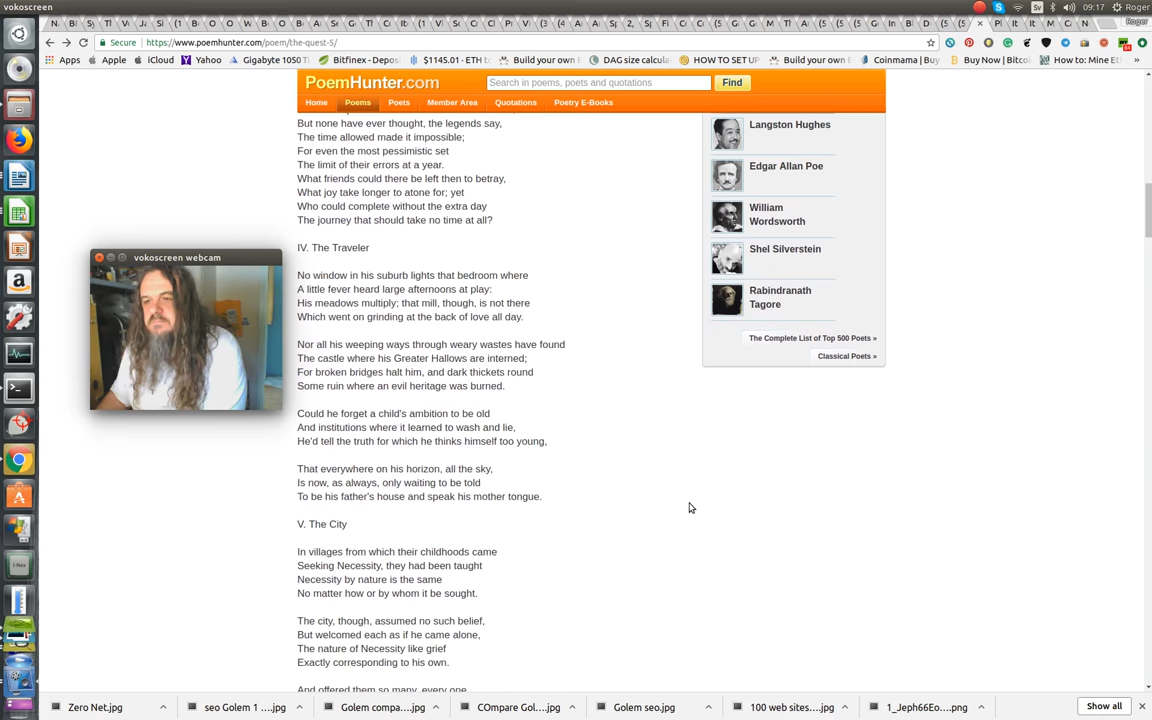 vokoscreen
Sv
09:17
Roger
Secure
https://www.poemhunter.com/poem/the-quest-5/
Apps
Apple
iCloud
Yahoo
Gigabyte 1050 T
Bitfinex - Depos
$1145.01 - ETH t
Build your own
DAG size calcula
HOW TO SET UP
Build your own E
Coinmama | Buy
Buy Now | Bitcoi
How to: Mine Et
PoemHunter.com
Search in poems, poets and quotations
Find
Home
Poems
Poets
Member Area
Quotations
Poetry E-Books
But none have ever thought, the legends say,
The time allowed made it impossible;
For even the most pessimistic set
The limit of their errors at a year.
What friends could there be left then to betray,
What joy take longer to atone for; yet
Who could complete without the extra day
The journey that should take no time at all?
IV. The Traveler
No window in his suburb lights that bedroom where
A little fever heard large afternoons at play:
His meadows multiply; that mill, though, is not there
Which went on grinding at the back of love all day.
Nor all his weeping ways through weary wastes have found
The castle where his Greater Hallows are interned;
For broken bridges halt him, and dark thickets round
Some ruin where an evil heritage was burned.
Could he forget a child's ambition to be old
And institutions where it learned to wash and lie,
He'd tell the truth for which he thinks himself too young,
That everywhere on his horizon, all the sky,
Is now, as always, only waiting to be told
To be his father's house and speak his mother tongue.
V. The City
In villages from which their childhoods came
Seeking Necessity, they had been taught
Necessity by nature is the same
No matter how or by whom it be sought.
The city, though, assumed no such belief,
But welcomed each as if he came alone,
The nature of Necessity like grief
Exactly corresponding to his own.
And offered them so many, every one
Langston Hughes
Edgar Allan Poe
William
Wordsworth
Shel Silverstein
Rabindranath
Tagore
The Complete List of Top 500 Poets »
Classical Poets »
vokoscreen webcam
Zero Net.jpg
seo Golem 1 ....jpg
Golem compa....jpg
COmpare Gol....jpg
Golem seo.jpg
100 web sites....jpg
1_Jeph66Eo....png
Show all